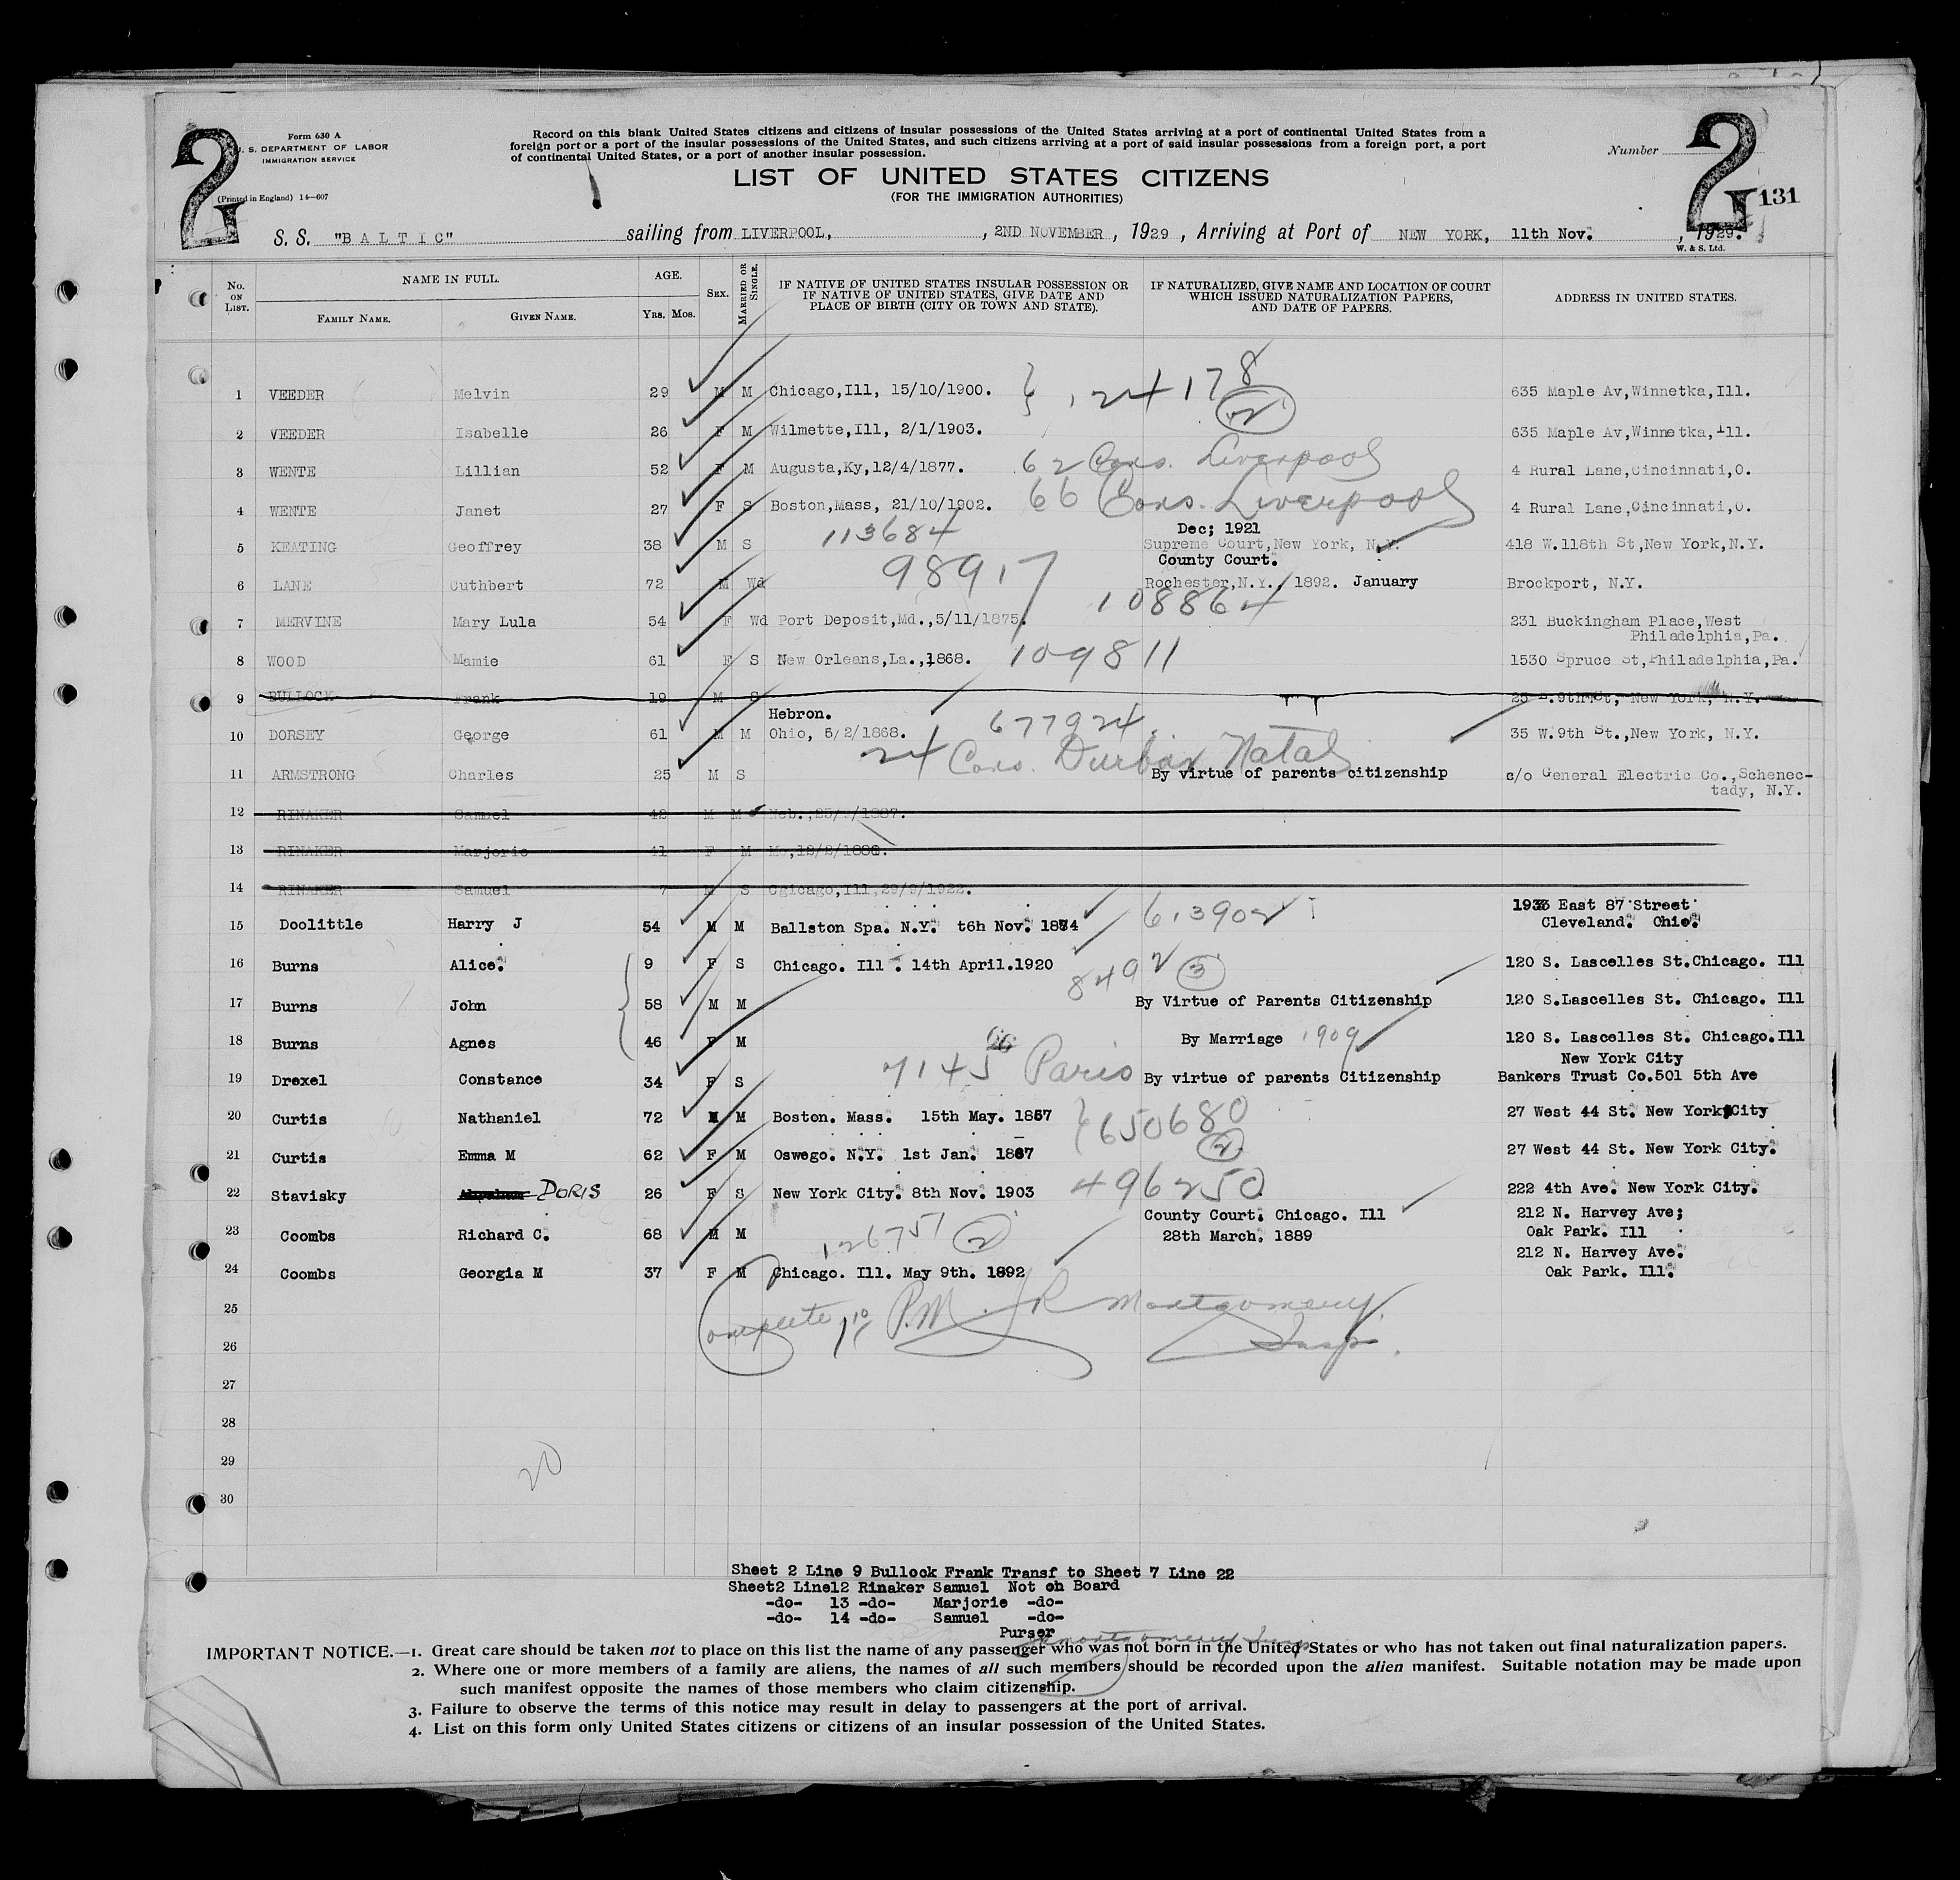 2
Form 630 A
U. S. DEPARTMENT OF LABOR
IMMIGRATION SERVICE
(Printed in England) 14—607
Record on this blank United States citizens and citizens of insular possessions of the United States arriving at a port of continental United States from a
foreign port or a port of the insular possessions of the United States, and such citizens arriving at a port of said insular possessions from a foreign port, a port
of continental United States, or a port of another insular possession.
LIST OF UNITED STATES CITIZENS
(FOR THE IMMIGRATION AUTHORITIES)
Number
2
131
S. S. "BALTIC" sailing from LIVERPOOL, , 2ND NOVEMBER , 1929 , Arriving at Port of NEW YORK, 11th Nov. , 1929.
W. & S. Ltd.
No. ON LIST.
NAME IN FULL.
FAMILY NAME. GIVEN NAME.
AGE.
Yrs. Mos.
SEX.
MARRIED OR SINGLE.
IF NATIVE OF UNITED STATES INSULAR POSSESSION OR
IF NATIVE OF UNITED STATES, GIVE DATE AND
PLACE OF BIRTH (CITY OR TOWN AND STATE).
IF NATURALIZED, GIVE NAME AND LOCATION OF COURT
WHICH ISSUED NATURALIZATION PAPERS,
AND DATE OF PAPERS.
ADDRESS IN UNITED STATES.
1 VEEDER Melvin 29 M M Chicago,Ill, 15/10/1900. } 124178 635 Maple Av,Winnetka,Ill.
(2)
2 VEEDER Isabelle 26 F M Wilmette,Ill, 2/1/1903. 635 Maple Av,Winnetka,Ill.
3 WENTE Lillian 52 F M Augusta,Ky,12/4/1877. 62 Cons. Liverpool 4 Rural Lane,Cincinnati,O.
4 WENTE Janet 27 F S Boston,Mass, 21/10/1902. 66 Cons. Liverpool 4 Rural Lane,Cincinnati,O.
Dec; 1921
5 KEATING Geoffrey 38 M S 113684 Supreme Court,New York, N.Y. 418 W.118th St,New York,N.Y.
County Court.
6 LANE Cuthbert 72 M Wd 98917 Rochester,N.Y., 1892. January Brockport, N.Y.
108864
7 MERVINE Mary Lula 54 F Wd Port Deposit,Md.,5/11/1875. 231 Buckingham Place,West
Philadelphia,Pa.
8 WOOD Mamie 61 F S New Orleans,La.,1868. 109811 1530 Spruce St,Philadelphia,Pa.
9 BULLOCK Frank 19 M S 9th St, New York, N.Y.
Hebron.
10 DORSEY George 61 M M Ohio, 5/2/1868. 677924 35 W.9th St.,New York, N.Y.
24 Cons. Durban Natal
11 ARMSTRONG Charles 25 M S By virtue of parents citizenship c/o General Electric Co.,Schenec-
tady, N.Y.
12 RINAKER Samuel 42 M M Neb.,
13 RINAKER Marjorie 41 F M
14 RINAKER Samuel 7 M S Cgicago,Ill,29/9/1922.
15 Doolittle Harry J 54 M M Ballston Spa. N.Y. t6h Nov. 1874 613902 1933 East 87 Street
Cleveland. Ohio.
16 Burns Alice. 9 F S Chicago. Ill . 14th April.1920 8492 (3) 120 S. Lascelles St.Chicago. Ill
17 Burns John 58 M M By Virtue of Parents Citizenship 120 S.Lascelles St. Chicago. Ill
18 Burns Agnes 46 F M By Marriage 1909 120 S. Lascelles St. Chicago.Ill
New York City
19 Drexel Constance 34 F S 7145 Paris By virtue of parents Citizenship Bankers Trust Co.501 5th Ave
20 Curtis Nathaniel 72 M M Boston. Mass. 15th May. 1857 } 650680 27 West 44 St. New York City
(2)
21 Curtis Emma M 62 F M Oswego. N.Y. 1st Jan. 1867 27 West 44 St. New York City.
22 Stavisky DORIS 26 F S New York City. 8th Nov. 1903 496250 222 4th Ave. New York City.
County Court. Chicago. Ill 212 N. Harvey Ave;
23 Coombs Richard C. 68 M M 126751 (2) 28th March. 1889 Oak Park. Ill
212 N. Harvey Ave.
24 Coombs Georgia M 37 F M Chicago. Ill. May 9th. 1892 Oak Park. Ill.
25
Complete 1 10 P.M. JR Montgomery
26
Insp.
27
28
29
20
30
Sheet 2 Line 9 Bullock Frank Transf to Sheet 7 Line 22
Sheet2 Line12 Rinaker Samuel Not on Board
-do- 13 -do- Marjorie -do-
-do- 14 -do- Samuel -do-
Purser
IMPORTANT NOTICE.—1. Great care should be taken not to place on this list the name of any passenger who was not born in the United States or who has not taken out final naturalization papers.
2. Where one or more members of a family are aliens, the names of all such members should be recorded upon the alien manifest. Suitable notation may be made upon
such manifest opposite the names of those members who claim citizenship.
3. Failure to observe the terms of this notice may result in delay to passengers at the port of arrival.
4. List on this form only United States citizens or citizens of an insular possession of the United States.